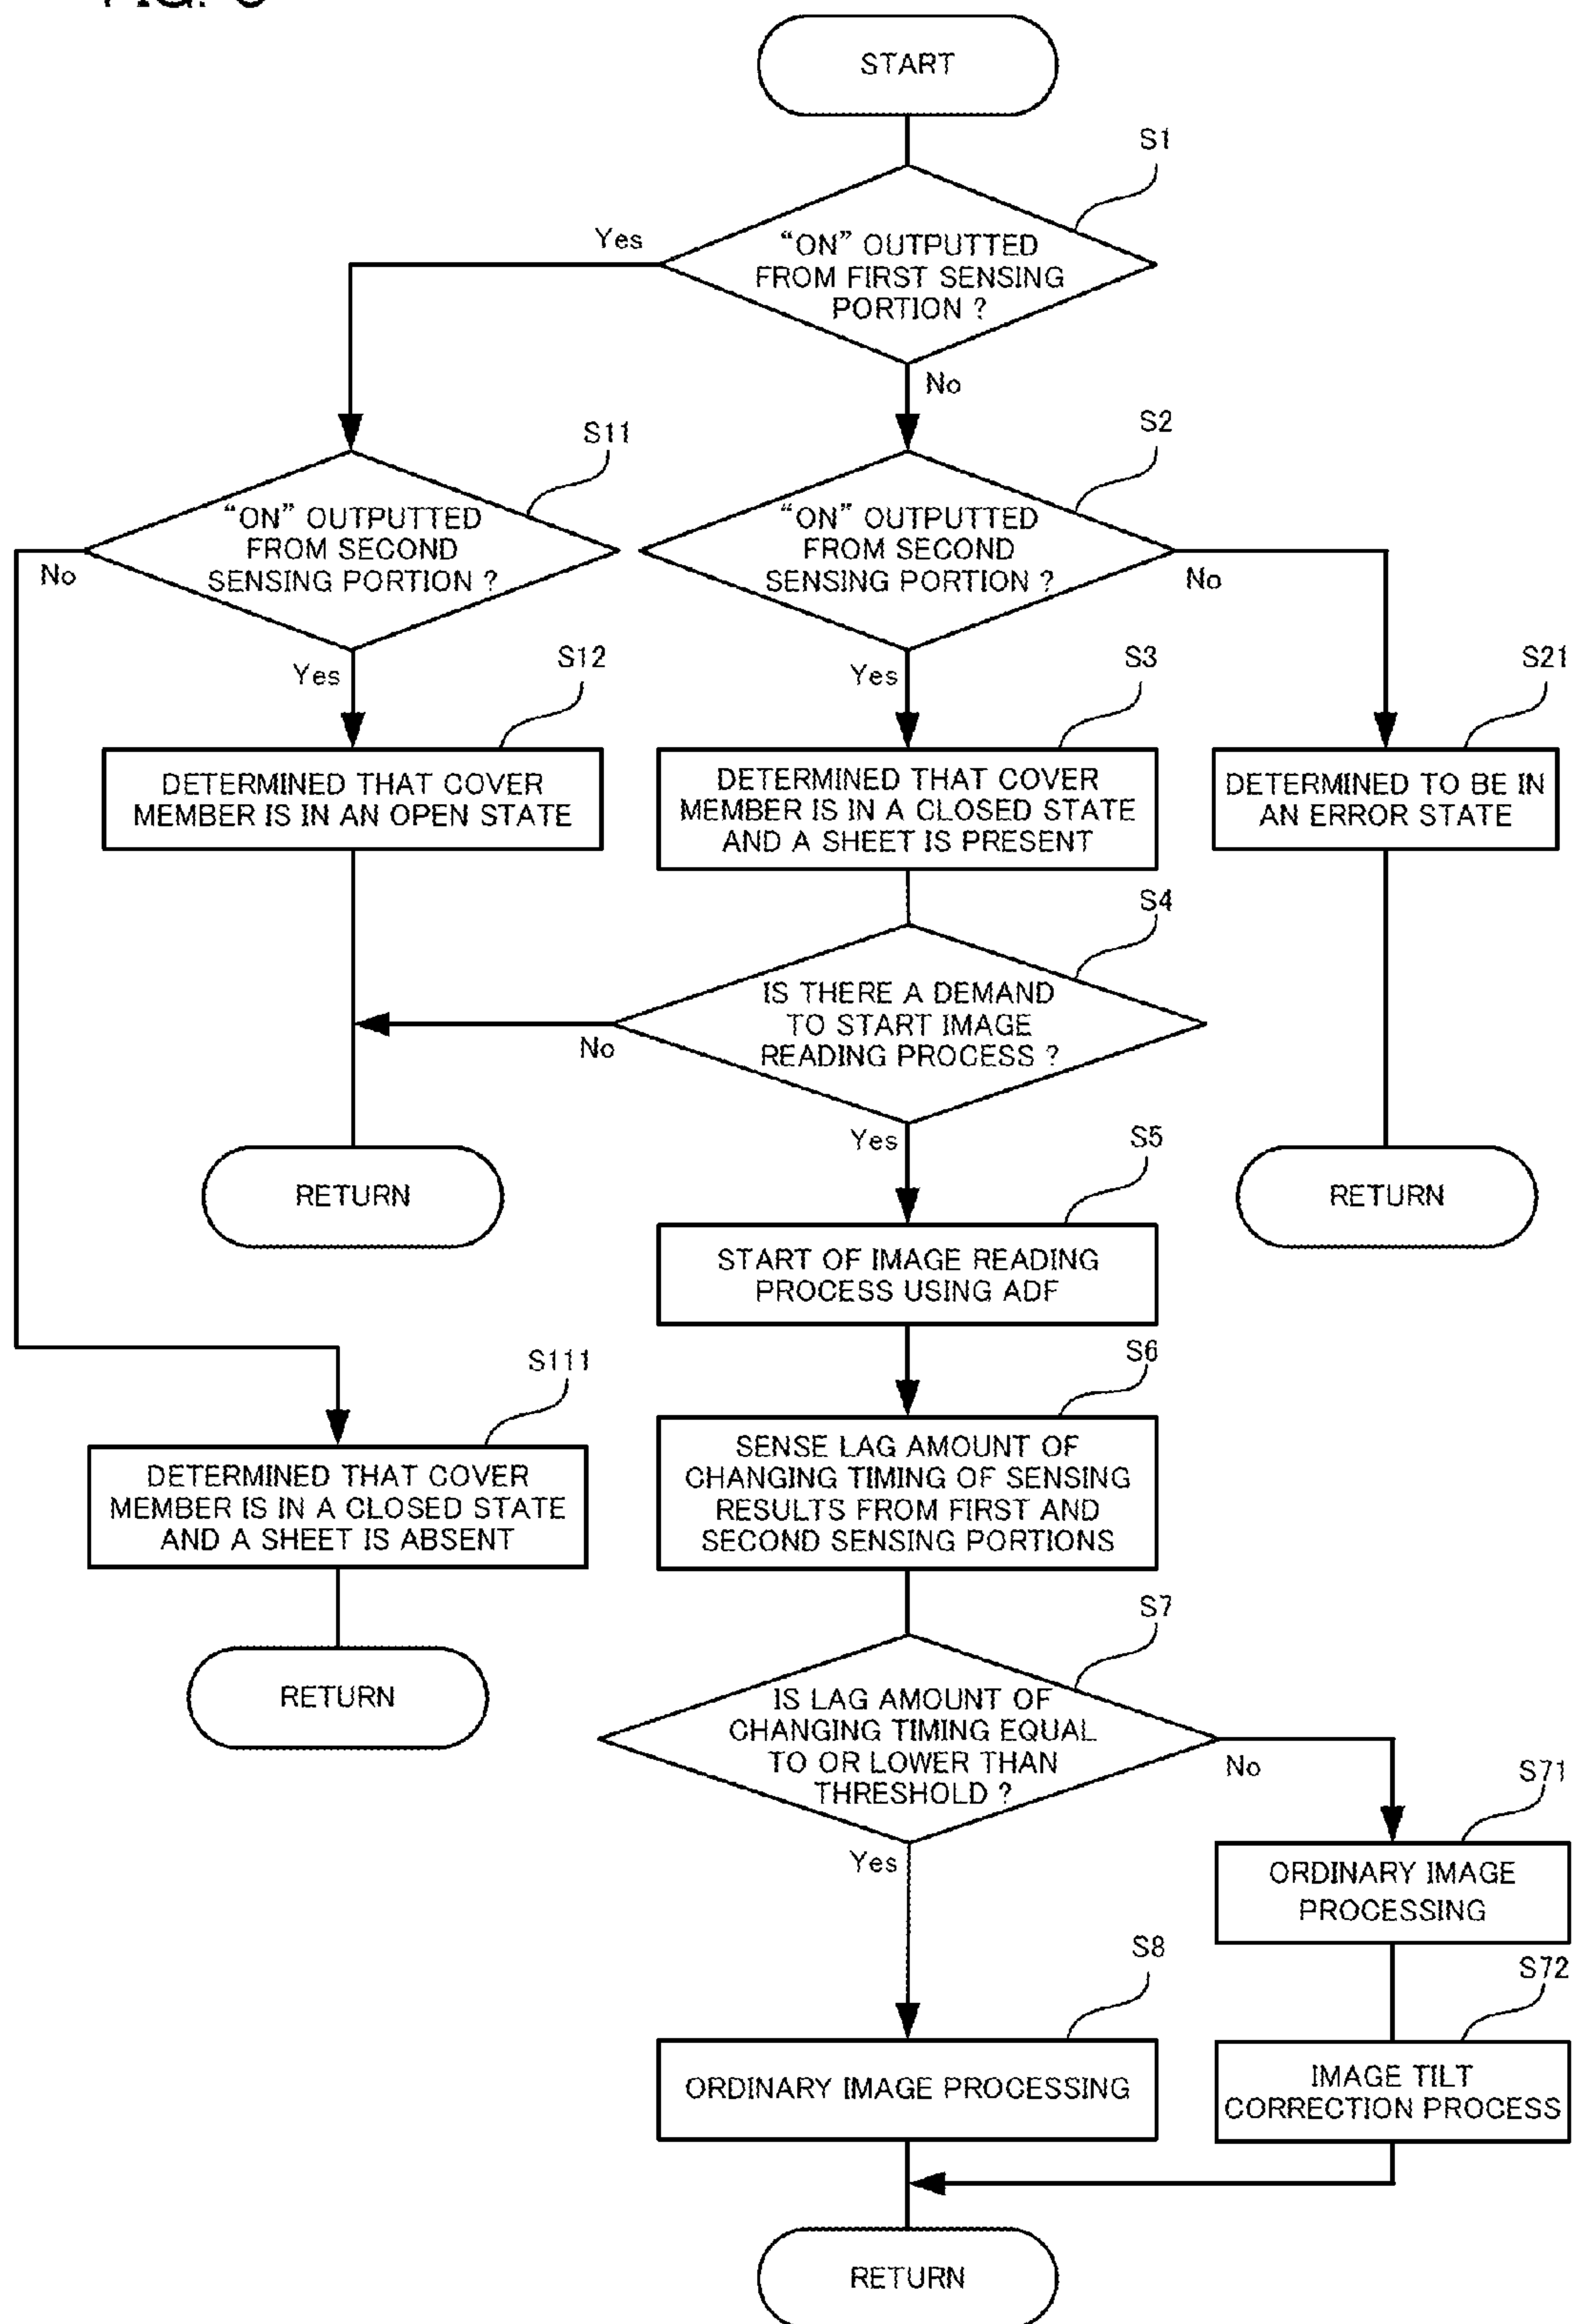 START
S1
Yes
“ON” OUTPUTTED
FROM FIRST SENSING
PORTION ?
No
S11
S2
“ON” OUTPUTTED
FROM SECOND
SENSING PORTION ?
No
“ON” OUTPUTTED
FROM SECOND
SENSING PORTION ?
No
Yes
S12
Yes
S3
S21
DETERMINED THAT COVER
MEMBER IS IN AN OPEN STATE
DETERMINED THAT COVER
MEMBER IS IN A CLOSED STATE
AND A SHEET IS PRESENT
DETERMINED TO BE IN
AN ERROR STATE
S4
IS THERE A DEMAND
TO START IMAGE
READING PROCESS ?
No
Yes
S5
RETURN
RETURN
START OF IMAGE READING
PROCESS USING ADF
S111
S6
DETERMINED THAT COVER
MEMBER IS IN A CLOSED STATE
AND A SHEET IS ABSENT
SENSE LAG AMOUNT OF
CHANGING TIMING OF SENSING
RESULTS FROM FIRST AND
SECOND SENSING PORTIONS
RETURN
S7
IS LAG AMOUNT OF
CHANGING TIMING EQUAL
TO OR LOWER THAN
THRESHOLD ?
No
S71
Yes
ORDINARY IMAGE
PROCESSING
S8
S72
ORDINARY IMAGE PROCESSING
IMAGE TILT
CORRECTION PROCESS
RETURN